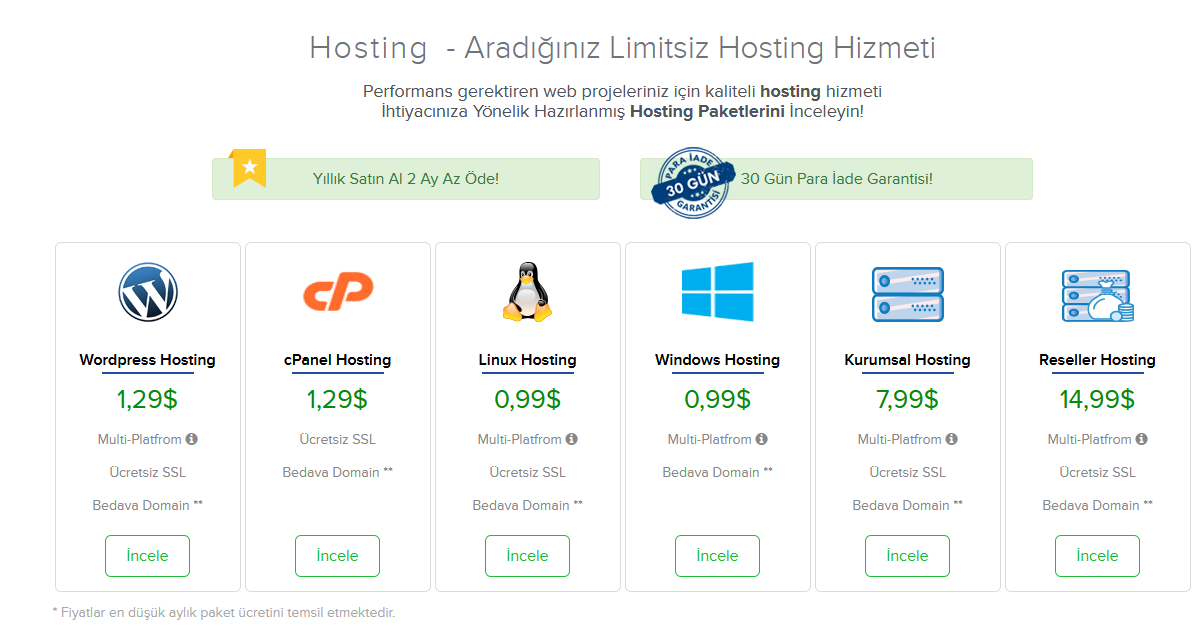 Hosting - Aradığınız Limitsiz Hosting Hizmeti
Performans gerektiren web projeleriniz için kaliteli hosting hizmeti
İhtiyacınıza Yönelik Hazırlanmış Hosting Paketlerini İnceleyin!
Yıllık Satın Al 2 Ay Az Öde!
PARA İADE
30 GÜN
GARANTİSİ
30 Gün Para İade Garantisi!
Wordpress Hosting
1,29$
Multi-Platfrom
Ücretsiz SSL
Bedava Domain **
İncele
cPanel Hosting
1,29$
Ücretsiz SSL
Bedava Domain **
İncele
Linux Hosting
0,99$
Multi-Platfrom
Ücretsiz SSL
Bedava Domain **
İncele
Windows Hosting
0,99$
Multi-Platfrom
Bedava Domain **
İncele
Kurumsal Hosting
7,99$
Multi-Platfrom
Ücretsiz SSL
Bedava Domain **
İncele
Reseller Hosting
14,99$
Multi-Platfrom
Ücretsiz SSL
Bedava Domain **
İncele
* Fiyatlar en düşük aylık paket ücretini temsil etmektedir.